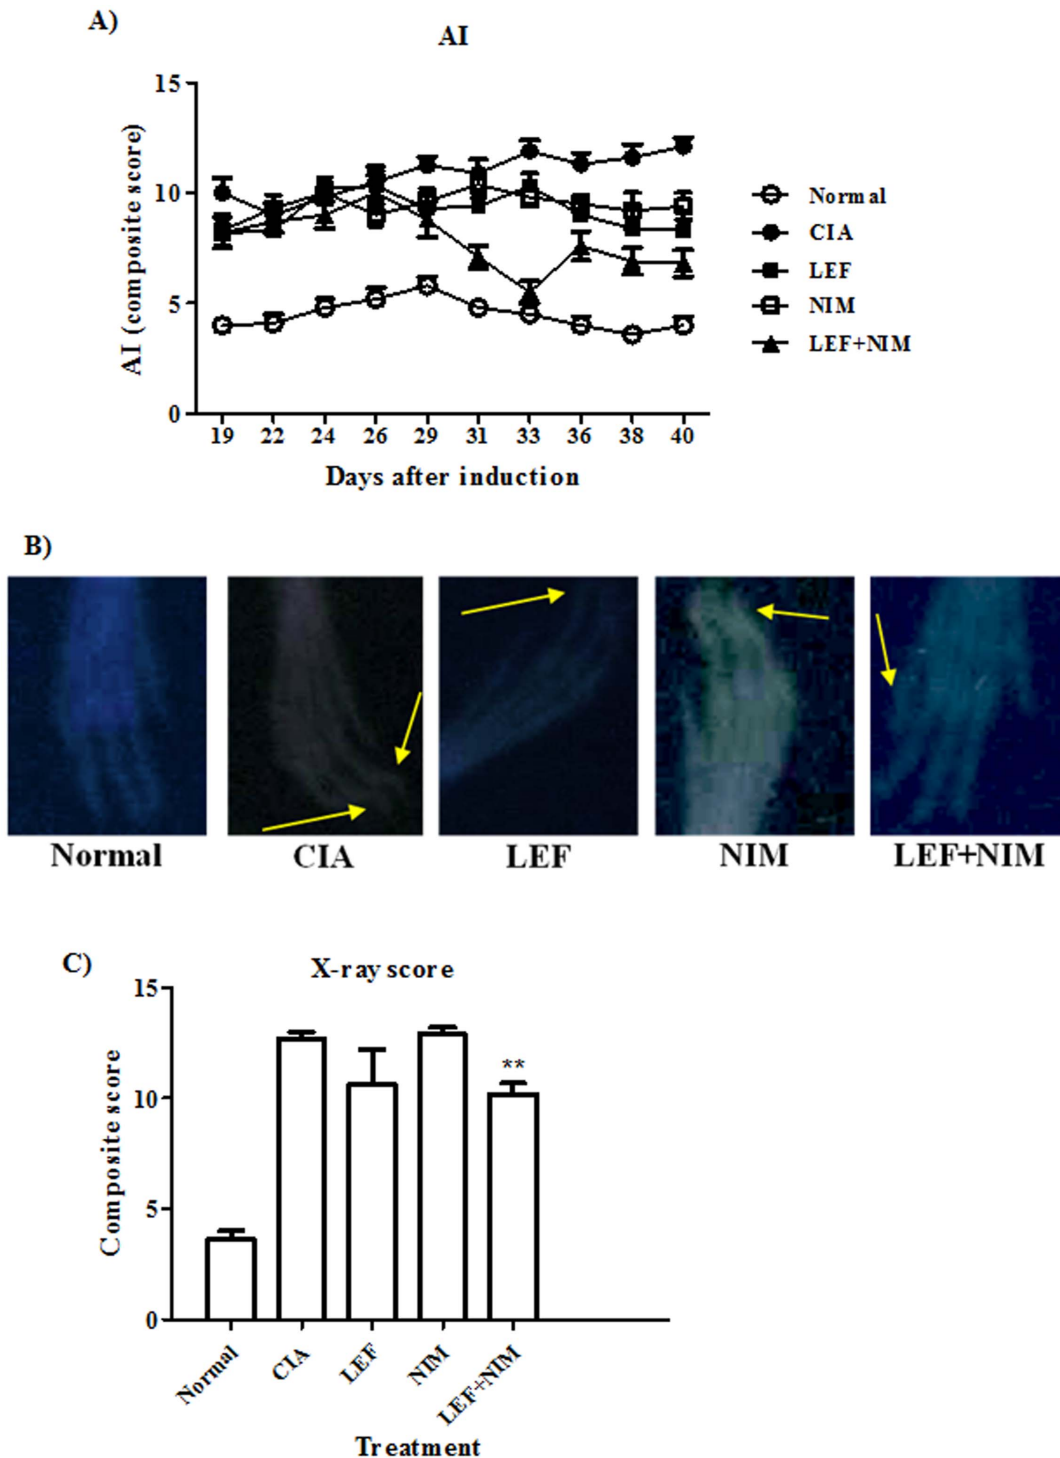 A)
AI
15
10
5
0
AI (composite score)
19 22 24 26 29 31 33 36 38 40
Days after induction
Normal
CIA
LEF
NIM
LEF+NIM
B)
Normal CIA LEF NIM LEF+NIM
C)
X-ray score
15
10
5
0
Composite score
**
Normal CIA LEF NIM LEF+NIM
Treatment